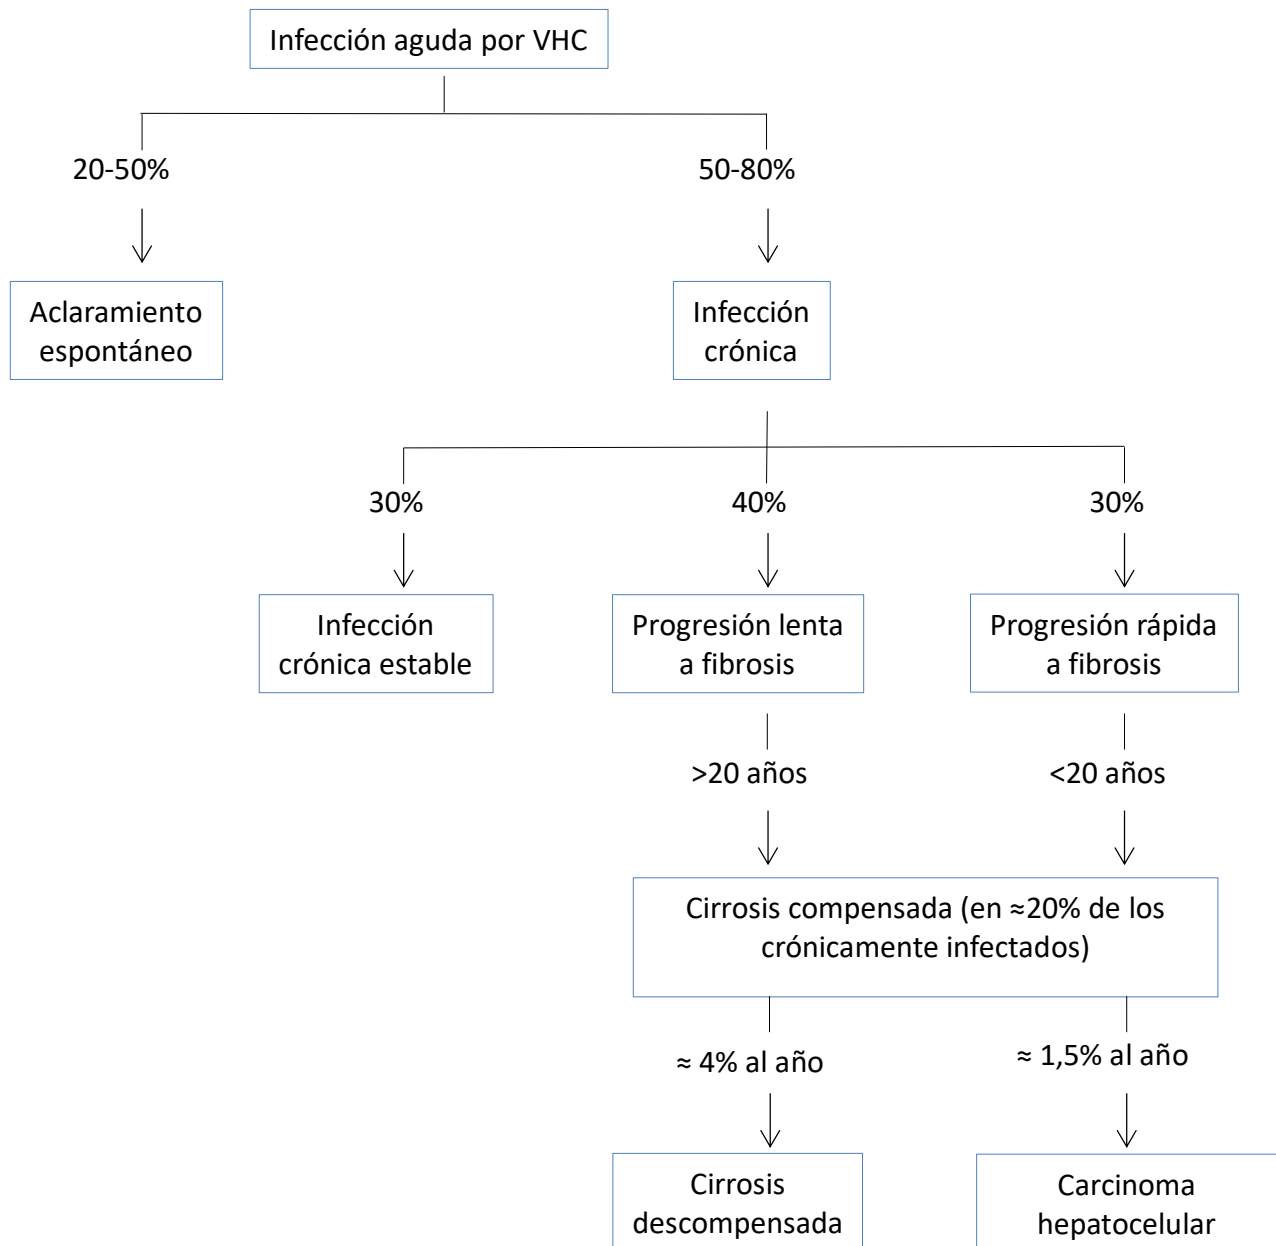 Infección aguda por VHC
20-50%
50-80%
Aclaramiento
espontáneo
Infección
crónica
30%
40%
30%
Infección
crónica estable
Progresión lenta
a fibrosis
Progresión rápida
a fibrosis
>20 años
<20 años
Cirrosis compensada (en ≈20% de los
crónicamente infectados)
≈ 4% al año
≈ 1,5% al año
Cirrosis
descompensada
Carcinoma
hepatocelular